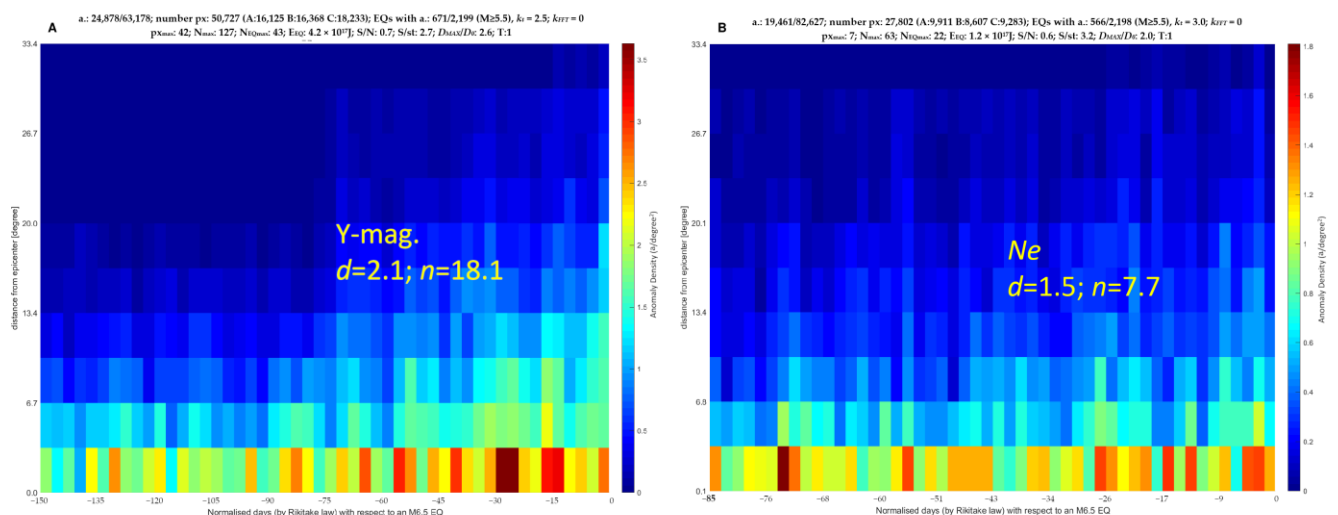 a.: 24,878/63,178; number px: 50,727 (A:16,125 B:16,368 C:18,233); EQs with a.: 671/2,199 (M≥5.5), kt = 2.5; kFFT = 0
A pxmax: 42; Nmax: 127; NEQmax: 43; EEQ: 4.2 × 10¹⁷J; S/N: 0.7; S/st: 2.7; DMAX/D0: 2.6; T:1
33.4
26.7
20.0
13.4
6.7
0.0
distance from epicenter [degree]
Y-mag.
d=2.1; n=18.1
-150 -135 -120 -105 -90 -75 -60 -45 -30 -15 0
Normalised days (by Rikitake law) with respect to an M6.5 EQ
3.5
3
2.5
2
1.5
1
0.5
0
a.: 19,461/82,627; number px: 27,802 (A:9,911 B:8,607 C:9,283); EQs with a.: 566/2,198 (M≥5.5), kt = 3.0; kFFT = 0
B pxmax: 7; Nmax: 63; NEQmax: 22; EEQ: 1.2 × 10¹⁷J; S/N: 0.6; S/st: 3.2; DMAX/D0: 2.0; T:1
33.4
26.7
20.1
13.4
6.8
0.1
distance from epicenter [degree]
Ne
d=1.5; n=7.7
-85 -76 -68 -60 -51 -43 -34 -26 -17 -9 0
Normalised days (by Rikitake law) with respect to an M6.5 EQ
1.8
1.6
1.4
1.2
1
0.8
0.6
0.4
0.2
0